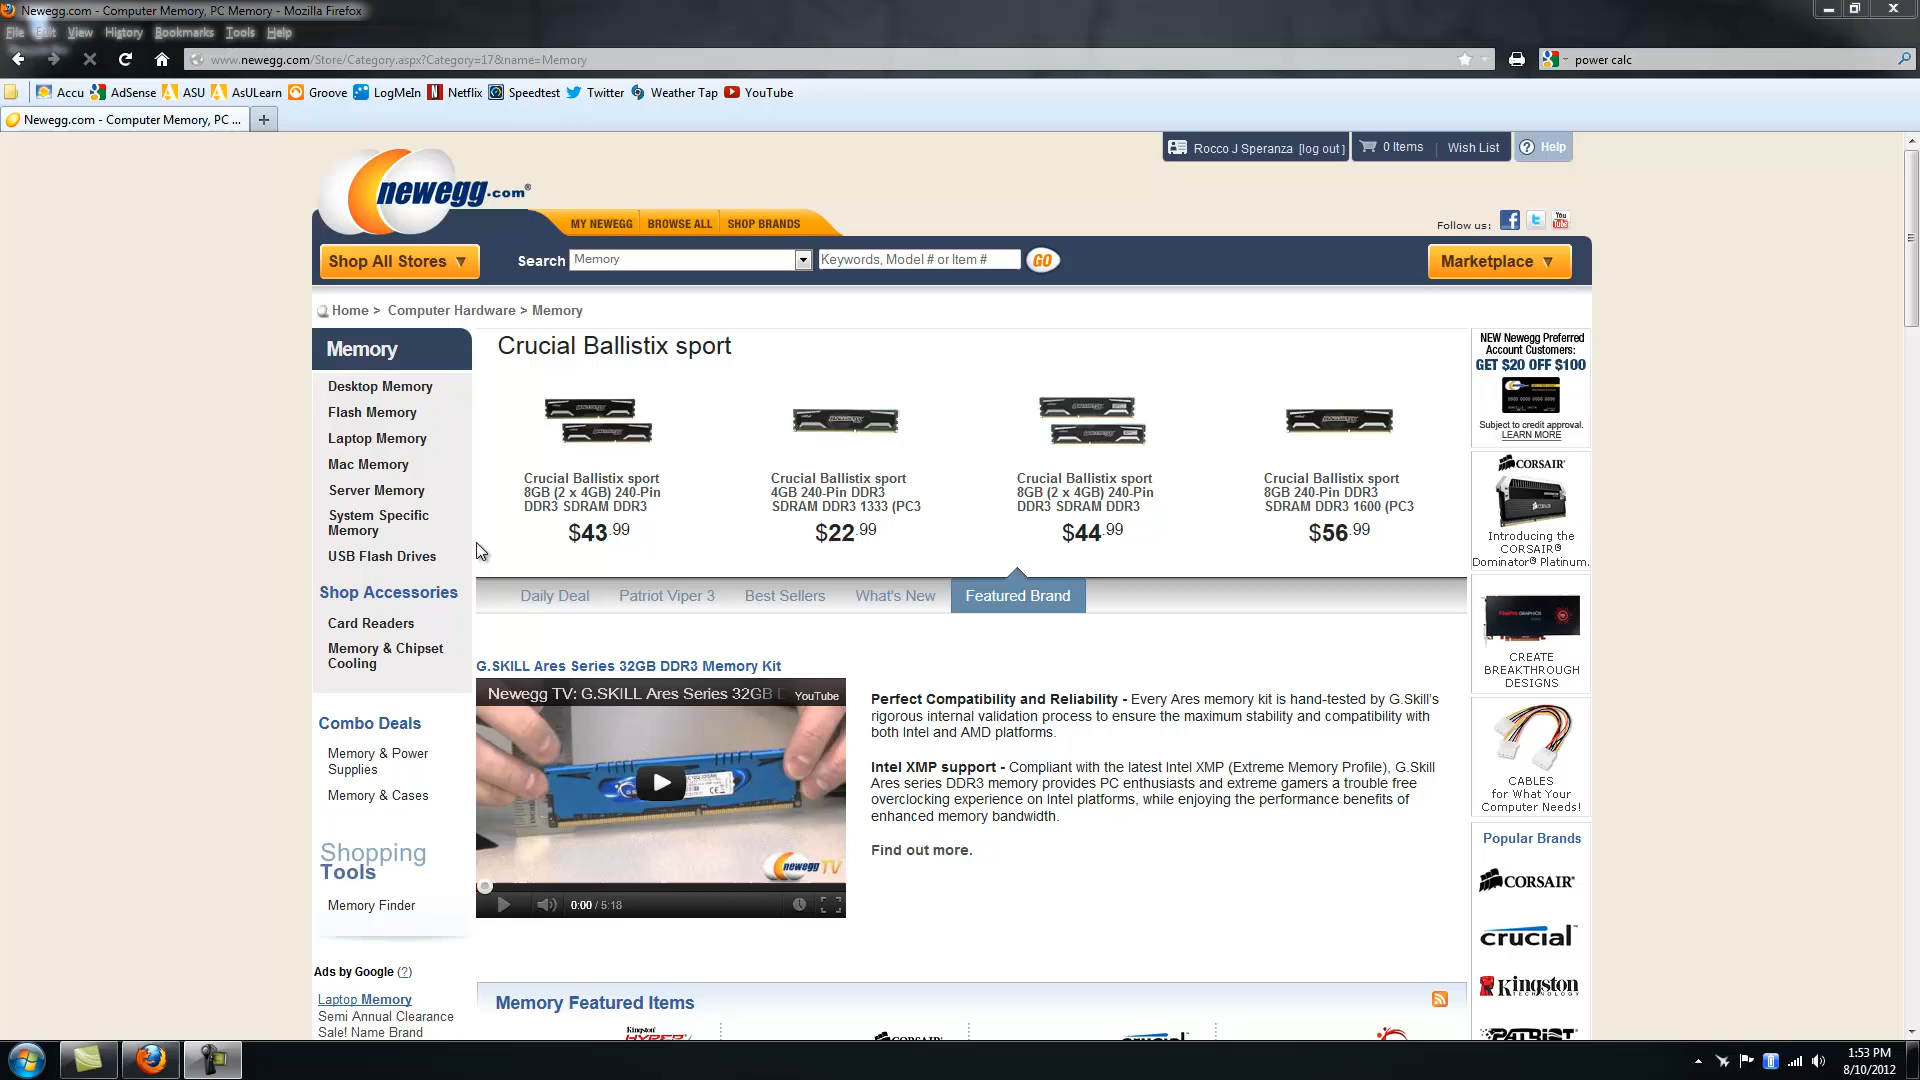 Newegg.com - Computer Memory, PC Memory - Mozilla Firefox
File Edit View History Bookmarks Tools Help
www.newegg.com/Store/Category.aspx?Category=17&name=Memory
power calc
Accu AdSense ASU AsULearn Groove LogMeIn Netflix Speedtest Twitter Weather Tap YouTube
Newegg.com - Computer Memory, PC ...
Rocco J Speranza [log out]
0 Items
Wish List
? Help
newegg.com®
MY NEWEGG BROWSE ALL SHOP BRANDS
Follow us:
You Tube
Shop All Stores ▼
Search
Memory
Keywords, Model # or Item #
GO
Marketplace ▼
Home > Computer Hardware > Memory
Memory
Desktop Memory
Flash Memory
Laptop Memory
Mac Memory
Server Memory
System Specific
Memory
USB Flash Drives
Shop Accessories
Card Readers
Memory & Chipset
Cooling
Combo Deals
Memory & Power
Supplies
Memory & Cases
Shopping
Tools
Memory Finder
Ads by Google (?)
Laptop Memory
Semi Annual Clearance
Sale! Name Brand
Crucial Ballistix sport
Crucial Ballistix sport
8GB (2 x 4GB) 240-Pin
DDR3 SDRAM DDR3
$43.99
Crucial Ballistix sport
4GB 240-Pin DDR3
SDRAM DDR3 1333 (PC3
$22.99
Crucial Ballistix sport
8GB (2 x 4GB) 240-Pin
DDR3 SDRAM DDR3
$44.99
Crucial Ballistix sport
8GB 240-Pin DDR3
SDRAM DDR3 1600 (PC3
$56.99
Daily Deal Patriot Viper 3 Best Sellers What's New Featured Brand
G.SKILL Ares Series 32GB DDR3 Memory Kit
Newegg TV: G.SKILL Ares Series 32GB D
YouTube
newegg TV
0:00 / 5:18
Perfect Compatibility and Reliability - Every Ares memory kit is hand-tested by G.Skill's
rigorous internal validation process to ensure the maximum stability and compatibility with
both Intel and AMD platforms.
Intel XMP support - Compliant with the latest Intel XMP (Extreme Memory Profile), G.Skill
Ares series DDR3 memory provides PC enthusiasts and extreme gamers a trouble free
overclocking experience on Intel platforms, while enjoying the performance benefits of
enhanced memory bandwidth.
Find out more.
Memory Featured Items
Kingston
HYPER
CORSAIR
crucial
NEW Newegg Preferred
Account Customers:
GET $20 OFF $100
Subject to credit approval.
LEARN MORE
CORSAIR
Introducing the
CORSAIR®
Dominator® Platinum.
CREATE
BREAKTHROUGH
DESIGNS
CABLES
for What Your
Computer Needs!
Popular Brands
CORSAIR
crucial
Kingston
TECHNOLOGY
PATRIOT
1:53 PM
8/10/2012